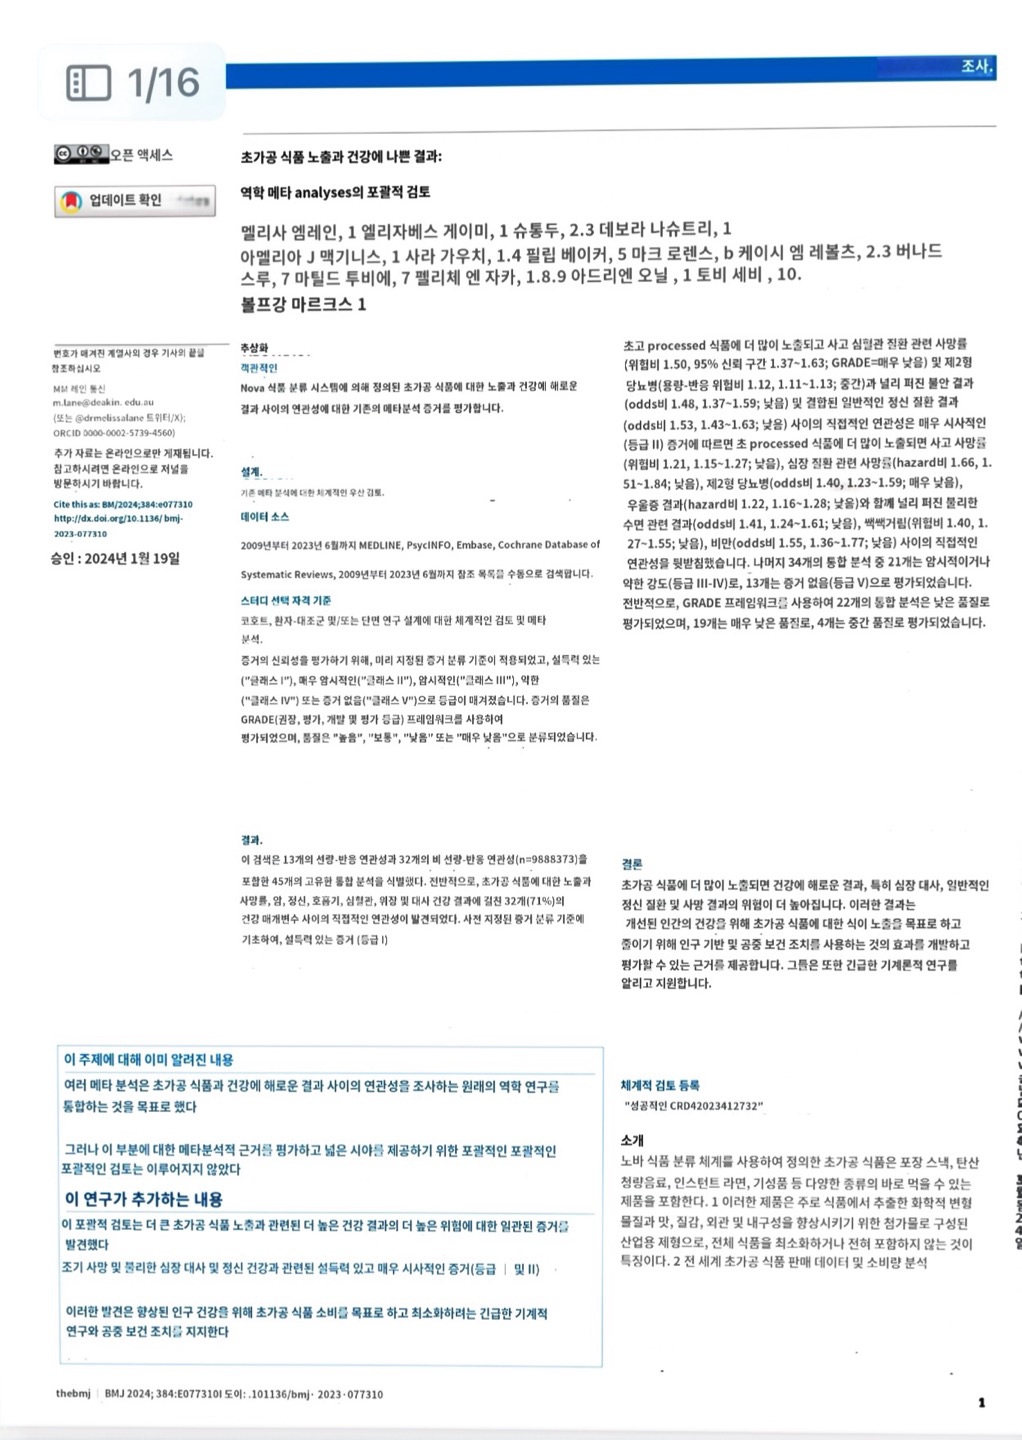 1/16
조사.
오픈 액세스
업데이트 확인
초가공 식품 노출과 건강에 나쁜 결과:
역학 메타 analyses의 포괄적 검토
멜리사 엠레인, 1 엘리자베스 게이미, 1 슈통두, 2.3 데보라 나슈트리, 1
아멜리아 J 맥기니스, 1 사라 가우치, 1.4 필립 베이커, 5 마크 로렌스, b 케이시 엠 레볼츠, 2.3 버나드
스루, 7 마틸드 투비에, 7 펠리체 엔 자카, 1.8.9 아드리엔 오닐 , 1 토비 세비 , 10.
볼프강 마르크스 1
번호가 매겨진 계열사의 경우 기사의 끝을
참조하십시오
MM 레인 통신
m.lane@deakin. edu.au
(또는 @drmelissalane 트위터/X);
ORCID 0000-0002-5739-4560)
추가 자료는 온라인으로만 게재됩니다.
참고하시려면 온라인으로 저널을
방문하시기 바랍니다.
Cite this as: BM/2024;384:e077310
http://dx.doi.org/10.1136/ bmj-
2023-077310
승인 : 2024년 1월 19일
추상화
객관적인
Nova 식품 분류 시스템에 의해 정의된 초가공 식품에 대한 노출과 건강에 해로운
결과 사이의 연관성에 대한 기존의 메타분석 증거를 평가합니다.
설계.
기존 메타 분석에 대한 체계적인 우산 검토.
데이터 소스
2009년부터 2023년 6월까지 MEDLINE, PsycINFO, Embase, Cochrane Database of
Systematic Reviews, 2009년부터 2023년 6월까지 참조 목록을 수동으로 검색합니다.
스터디 선택 자격 기준
코호트, 환자-대조군 및/또는 단면 연구 설계에 대한 체계적인 검토 및 메타
분석.
증거의 신뢰성을 평가하기 위해, 미리 지정된 증거 분류 기준이 적용되었고, 설득력 있는
("클래스 I"), 매우 암시적인("클래스 II"), 암시적인("클래스 III"), 약한
("클래스 IV") 또는 증거 없음("클래스 V")으로 등급이 매겨졌습니다. 증거의 품질은
GRADE(권장, 평가, 개발 및 평가 등급) 프레임워크를 사용하여
평가되었으며, 품질은 "높음", "보통", "낮음" 또는 "매우 낮음"으로 분류되었습니다.
결과.
이 검색은 13개의 선량-반응 연관성과 32개의 비 선량-반응 연관성(n=9888373)을
포함한 45개의 고유한 통합 분석을 식별했다. 전반적으로, 초가공 식품에 대한 노출과
사망률, 암, 정신, 호흡기, 심혈관, 위장 및 대사 건강 결과에 걸친 32개(71%)의
건강 매개변수 사이의 직접적인 연관성이 발견되었다. 사전 지정된 증거 분류 기준에
기초하여, 설득력 있는 증거 (등급 I)
초고 processed 식품에 더 많이 노출되고 사고 심혈관 질환 관련 사망률
(위험비 1.50, 95% 신뢰 구간 1.37~1.63; GRADE=매우 낮음) 및 제2형
당뇨병(용량-반응 위험비 1.12, 1.11~1.13; 중간)과 널리 퍼진 불안 결과
(odds비 1.48, 1.37~1.59; 낮음) 및 결합된 일반적인 정신 질환 결과
(odds비 1.53, 1.43~1.63; 낮음) 사이의 직접적인 연관성은 매우 시사적인
(등급 II) 증거에 따르면 초 processed 식품에 더 많이 노출되면 사고 사망률
(위험비 1.21, 1.15~1.27; 낮음), 심장 질환 관련 사망률(hazard비 1.66, 1.
51~1.84; 낮음), 제2형 당뇨병(odds비 1.40, 1.23~1.59; 매우 낮음),
우울증 결과(hazard비 1.22, 1.16~1.28; 낮음)와 함께 널리 퍼진 불리한
수면 관련 결과(odds비 1.41, 1.24~1.61; 낮음), 쌕쌕거림(위험비 1.40, 1.
27~1.55; 낮음), 비만(odds비 1.55, 1.36~1.77; 낮음) 사이의 직접적인
연관성을 뒷받침했습니다. 나머지 34개의 통합 분석 중 21개는 암시적이거나
약한 강도(등급 III-IV)로, 13개는 증거 없음(등급 V)으로 평가되었습니다.
전반적으로, GRADE 프레임워크를 사용하여 22개의 통합 분석은 낮은 품질로
평가되었으며, 19개는 매우 낮은 품질로, 4개는 중간 품질로 평가되었습니다.
결론
초가공 식품에 더 많이 노출되면 건강에 해로운 결과, 특히 심장 대사, 일반적인
정신 질환 및 사망 결과의 위험이 더 높아집니다. 이러한 결과는
개선된 인간의 건강을 위해 초가공 식품에 대한 식이 노출을 목표로 하고
줄이기 위해 인구 기반 및 공중 보건 조치를 사용하는 것의 효과를 개발하고
평가할 수 있는 근거를 제공합니다. 그들은 또한 긴급한 기계론적 연구를
알리고 지원합니다.
이 주제에 대해 이미 알려진 내용
여러 메타 분석은 초가공 식품과 건강에 해로운 결과 사이의 연관성을 조사하는 원래의 역학 연구를
통합하는 것을 목표로 했다
그러나 이 부분에 대한 메타분석적 근거를 평가하고 넓은 시야를 제공하기 위한 포괄적인 포괄적인
포괄적인 검토는 이루어지지 않았다
이 연구가 추가하는 내용
이 포괄적 검토는 더 큰 초가공 식품 노출과 관련된 더 높은 건강 결과의 더 높은 위험에 대한 일관된 증거를
발견했다
조기 사망 및 불리한 심장 대사 및 정신 건강과 관련된 설득력 있고 매우 시사적인 증거(등급 | 및 II)
이러한 발견은 향상된 인구 건강을 위해 초가공 식품 소비를 목표로 하고 최소화하려는 긴급한 기계적
연구와 공중 보건 조치를 지지한다
체계적 검토 등록
"성공적인 CRD42023412732"
소개
노바 식품 분류 체계를 사용하여 정의한 초가공 식품은 포장 스낵, 탄산
청량음료, 인스턴트 라면, 기성품 등 다양한 종류의 바로 먹을 수 있는
제품을 포함한다. 1 이러한 제품은 주로 식품에서 추출한 화학적 변형
물질과 맛, 질감, 외관 및 내구성을 향상시키기 위한 첨가물로 구성된
산업용 제형으로, 전체 식품을 최소화하거나 전혀 포함하지 않는 것이
특징이다. 2 전 세계 초가공 식품 판매 데이터 및 소비량 분석
thebmj | BMJ 2024; 384:E077310I 도이: .101136/bmj· 2023·077310
1